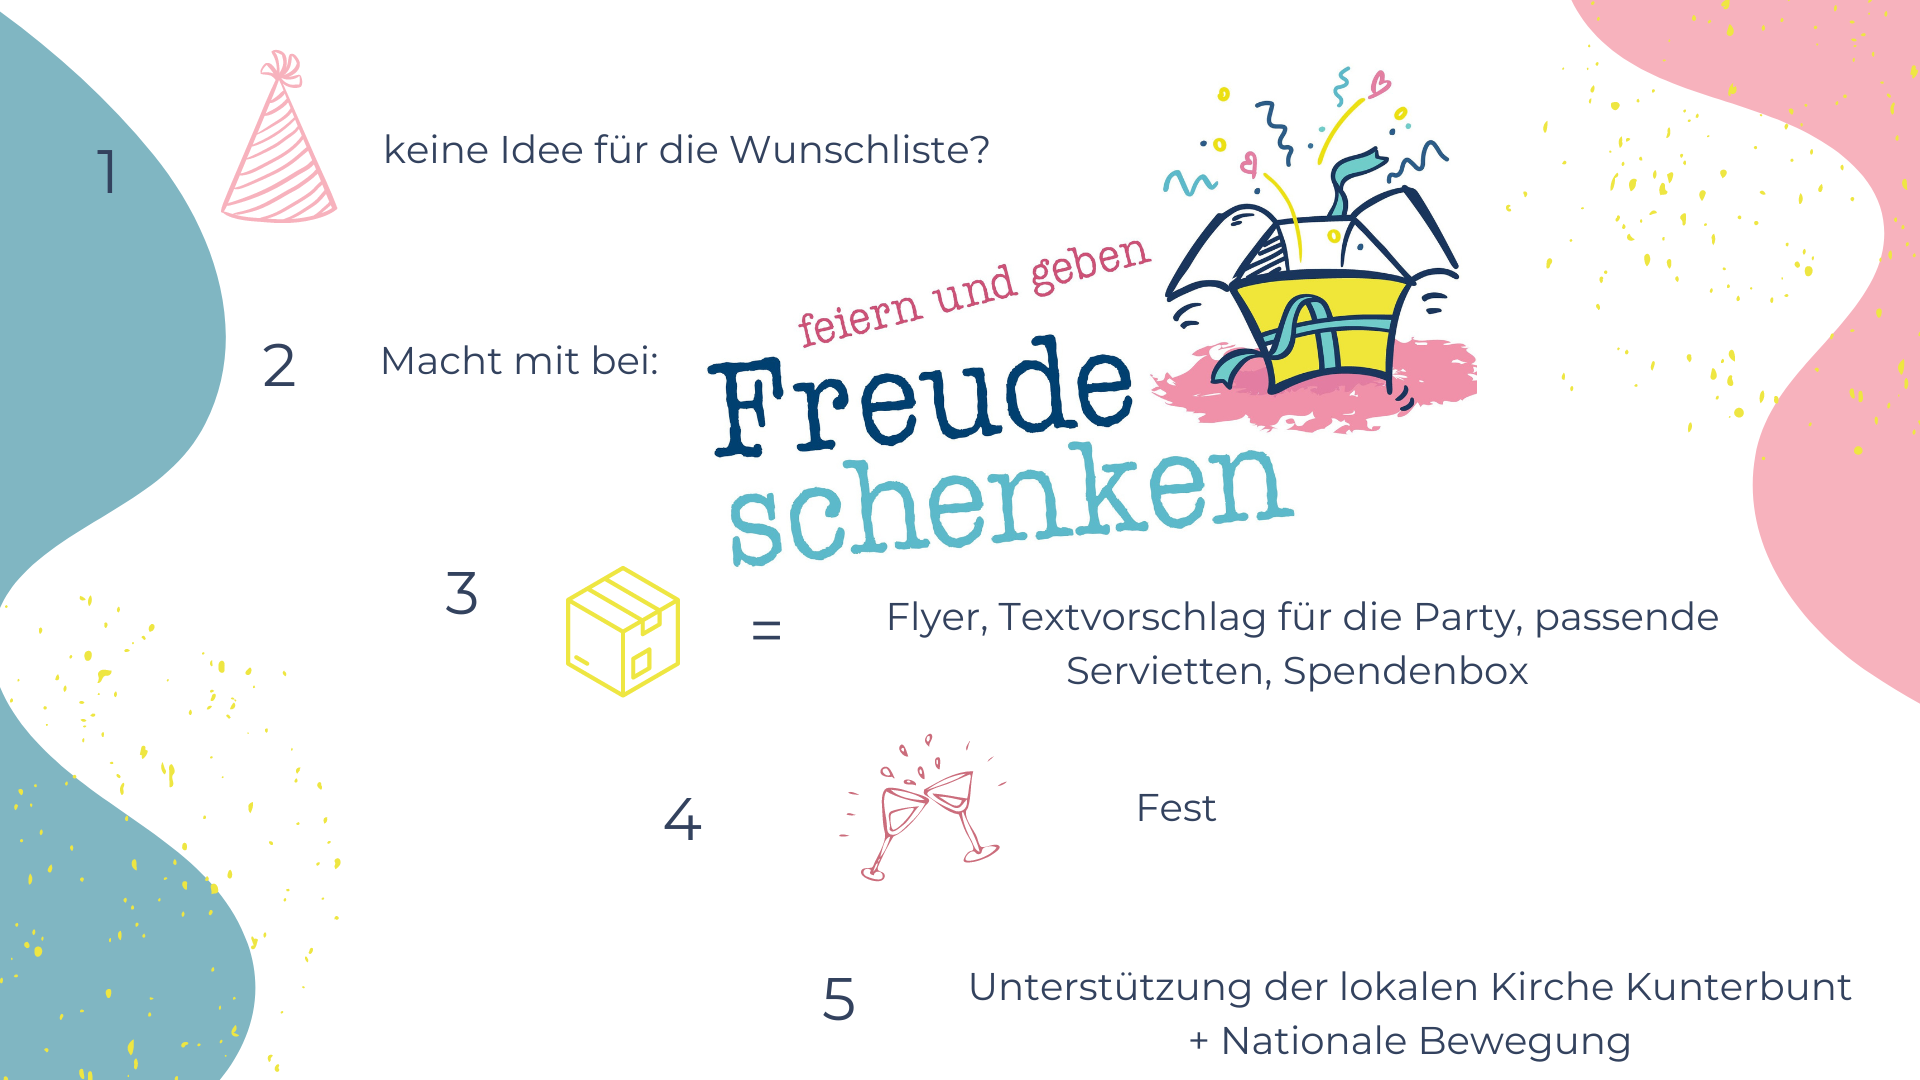 1
keine Idee für die Wunschliste?
2
Macht mit bei:
feiern und geben
Freude
schenken
3
=
Flyer, Textvorschlag für die Party, passende
Servietten, Spendenbox
4
Fest
5
Unterstützung der lokalen Kirche Kunterbunt
+ Nationale Bewegung